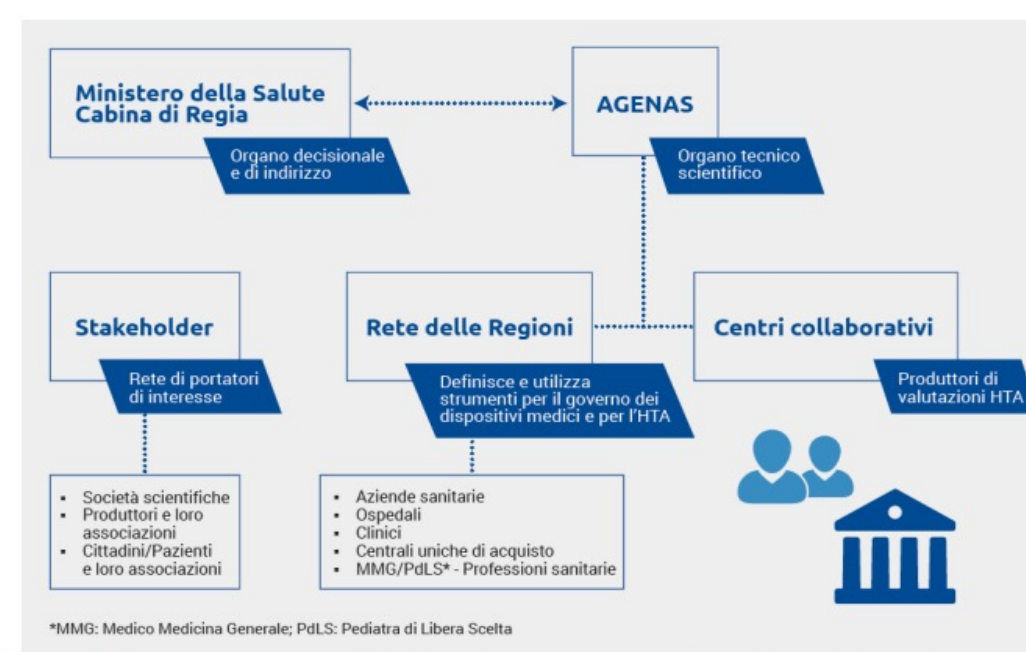 Ministero della Salute
Cabina di Regia
Organo decisionale
e di indirizzo
AGENAS
Organo tecnico
scientifico
Stakeholder
Rete di portatori
di interesse
Rete delle Regioni
Definisce e utilizza
strumenti per il governo dei
dispositivi medici e per l'HTA
Centri collaborativi
Produttori di
valutazioni HTA
▪ Società scientifiche
▪ Produttori e loro
associazioni
▪ Cittadini/Pazienti
e loro associazioni
▪ Aziende sanitarie
▪ Ospedali
▪ Clinici
▪ Centrali uniche di acquisto
▪ MMG/PdLS* - Professioni sanitarie
*MMG: Medico Medicina Generale; PdLS: Pediatra di Libera Scelta